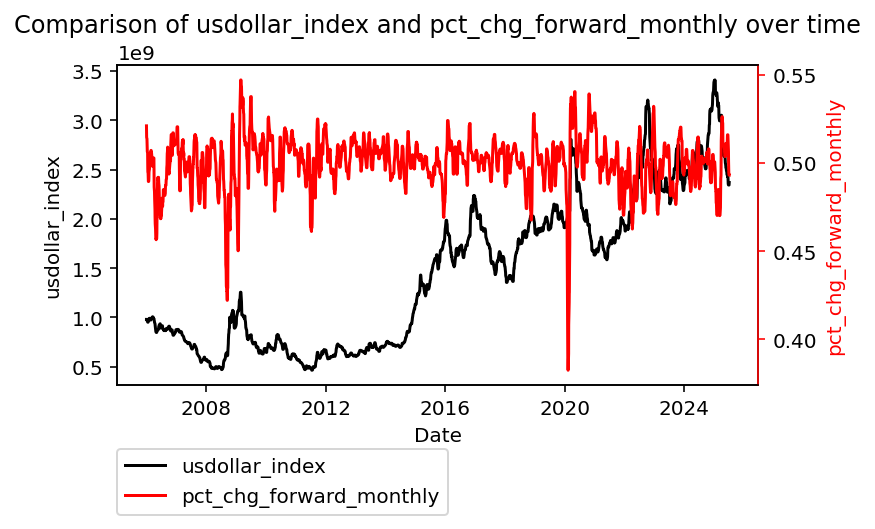 Comparison of usdollar_index and pct_chg_forward_monthly over time
1e9
3.5
3.0
2.5
2.0
1.5
1.0
0.5
usdollar_index
0.55
0.50
0.45
0.40
pct_chg_forward_monthly
2008
2012
2016
2020
2024
Date
usdollar_index
pct_chg_forward_monthly